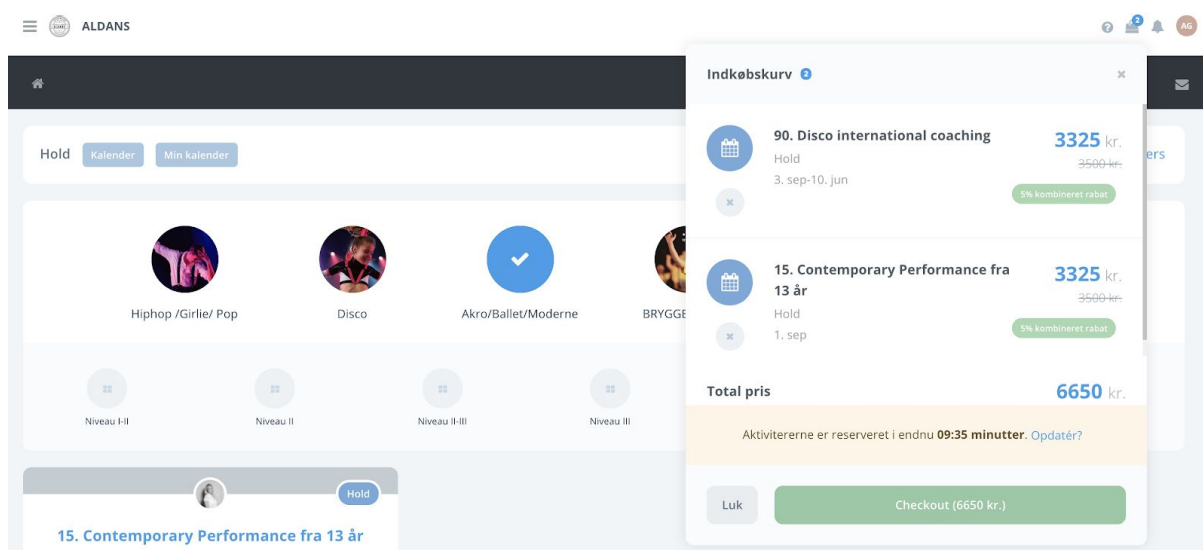 ALDANS
2
AG
Indkøbskurv 2
Hold Kalender Min kalender
ers
90. Disco international coaching
3325 kr.
Hold
3500 kr.
3. sep-10. jun
5% kombineret rabat
15. Contemporary Performance fra
13 år
3325 kr.
3500 kr.
Hold
1. sep
5% kombineret rabat
Total pris 6650 kr.
Aktivitererne er reserveret i endnu 09:35 minutter. Opdatér?
Luk
Checkout (6650 kr.)
Hiphop /Girlie/ Pop
Disco
Akro/Ballet/Moderne
BRYGGE
Niveau I-II
Niveau II
Niveau II-III
Niveau III
Hold
15. Contemporary Performance fra 13 år